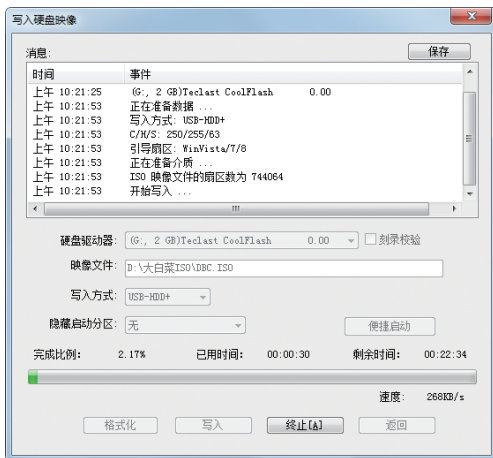 写入硬盘映像
消息:
保存
时间 事件
上午 10:21:25 (G:, 2 GB)Teclast CoolFlash 0.00
上午 10:21:53 正在准备数据 ...
上午 10:21:53 写入方式: USB-HDD+
上午 10:21:53 C/H/S: 250/255/63
上午 10:21:53 引导扇区: WinVista/7/8
上午 10:21:53 正在准备介质 ...
上午 10:21:53 ISO 映像文件的扇区数为 744064
上午 10:21:53 开始写入 ...
硬盘驱动器: (G:, 2 GB)Teclast CoolFlash 0.00 刻录校验
映像文件: D:\大白菜ISO\DBC.ISO
写入方式: USB-HDD+
隐藏启动分区: 无 便捷启动
完成比例: 2.17% 已用时间: 00:00:30 剩余时间: 00:22:34
速度: 268KB/s
格式化 写入 终止[A] 返回